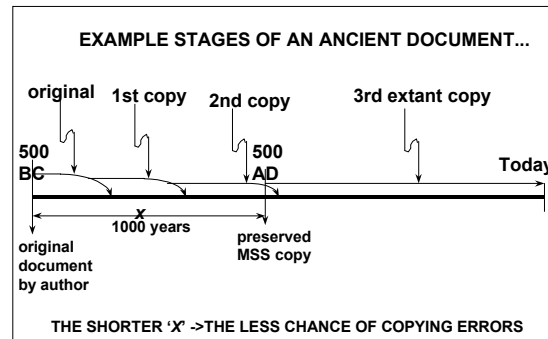 EXAMPLE STAGES OF AN ANCIENT DOCUMENT...
original
1st copy
2nd copy
3rd extant copy
500
BC
500
AD
Today
x
1000 years
original
document
by author
preserved
MSS copy
THE SHORTER ‘X’ ->THE LESS CHANCE OF COPYING ERRORS